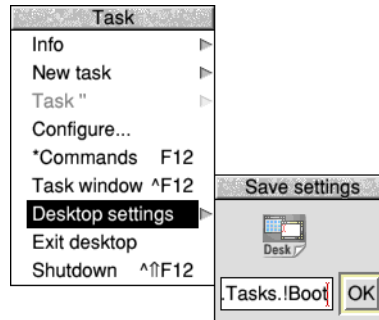 Task
Info
New task
Task ''
Configure...
*Commands F12
Task window ^F12
Desktop settings
Exit desktop
Shutdown ^⇑F12
Save settings
Desk
.Tasks.!Boot
OK